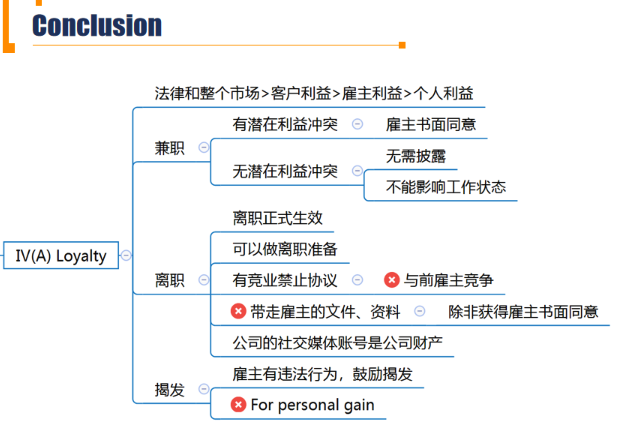 Conclusion
法律和整个市场>客户利益>雇主利益>个人利益
兼职
有潜在利益冲突
雇主书面同意
无潜在利益冲突
无需披露
不能影响工作状态
IV(A) Loyalty
离职
离职正式生效
可以做离职准备
有竞业禁止协议
与前雇主竞争
带走雇主的文件、资料
除非获得雇主书面同意
公司的社交媒体账号是公司财产
揭发
雇主有违法行为，鼓励揭发
For personal gain